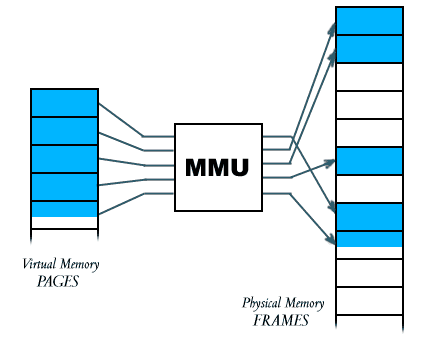 MMU
Virtual Memory
PAGES
Physical Memory
FRAMES